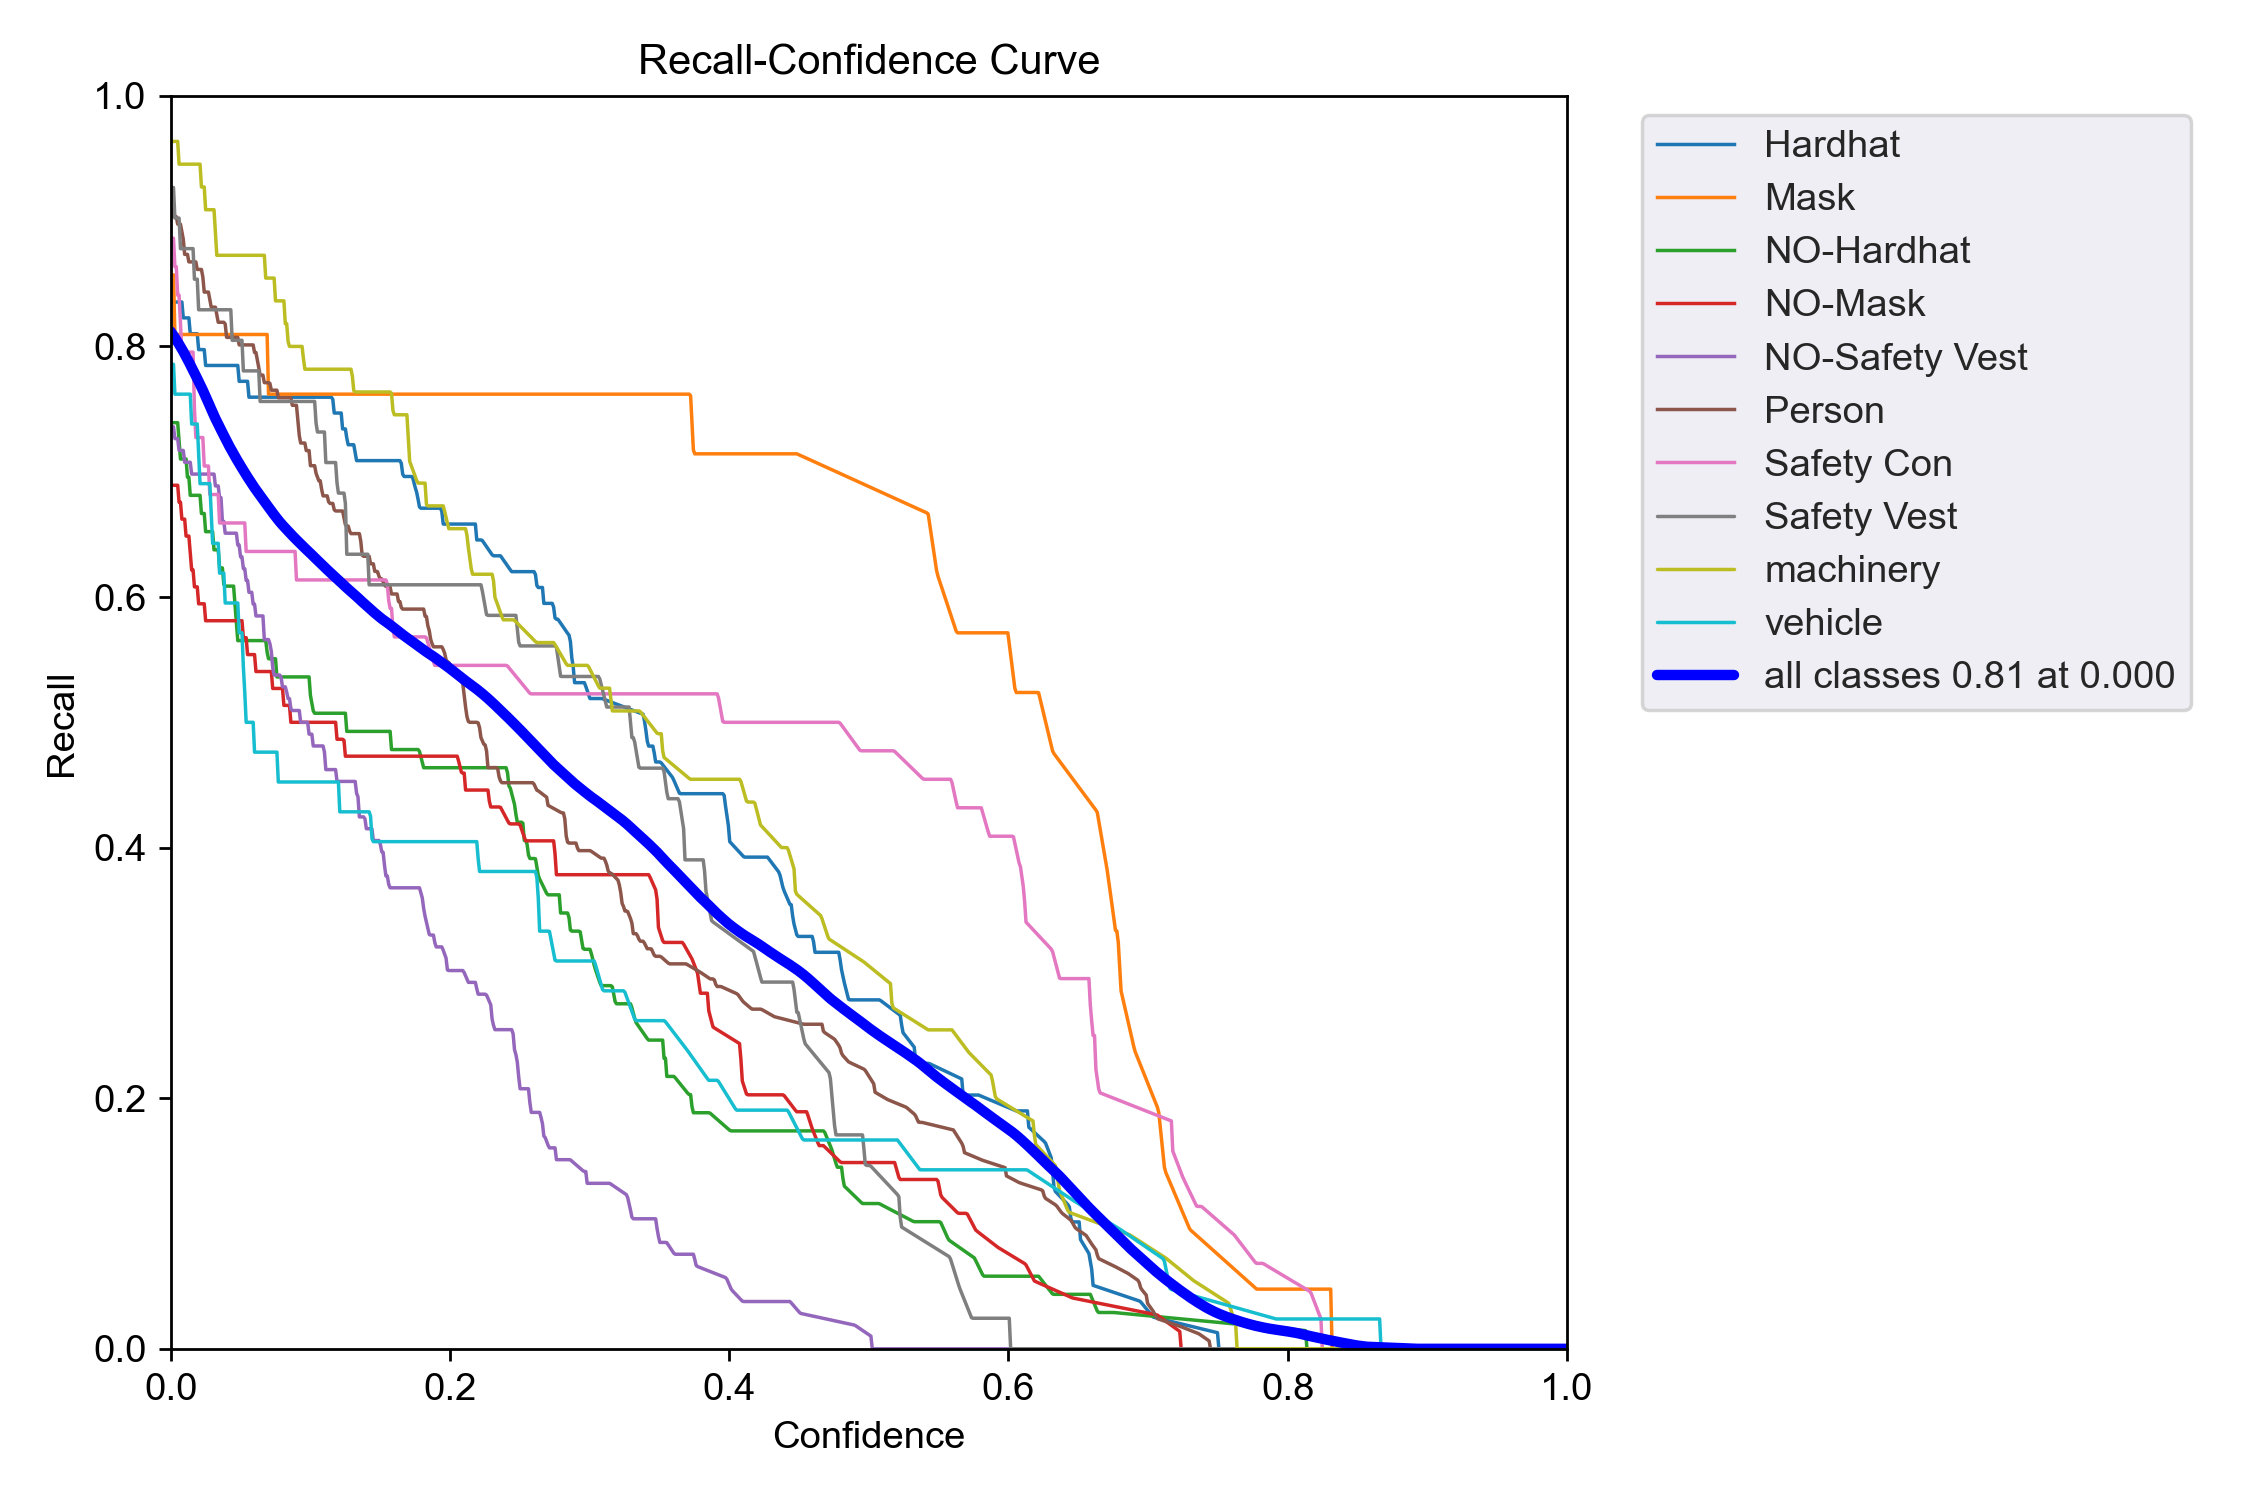 Recall-Confidence Curve
1.0
0.8
0.6
0.4
0.2
0.0
Recall
0.0 0.2 0.4 0.6 0.8 1.0
Confidence
Hardhat
Mask
NO-Hardhat
NO-Mask
NO-Safety Vest
Person
Safety Con
Safety Vest
machinery
vehicle
all classes 0.81 at 0.000